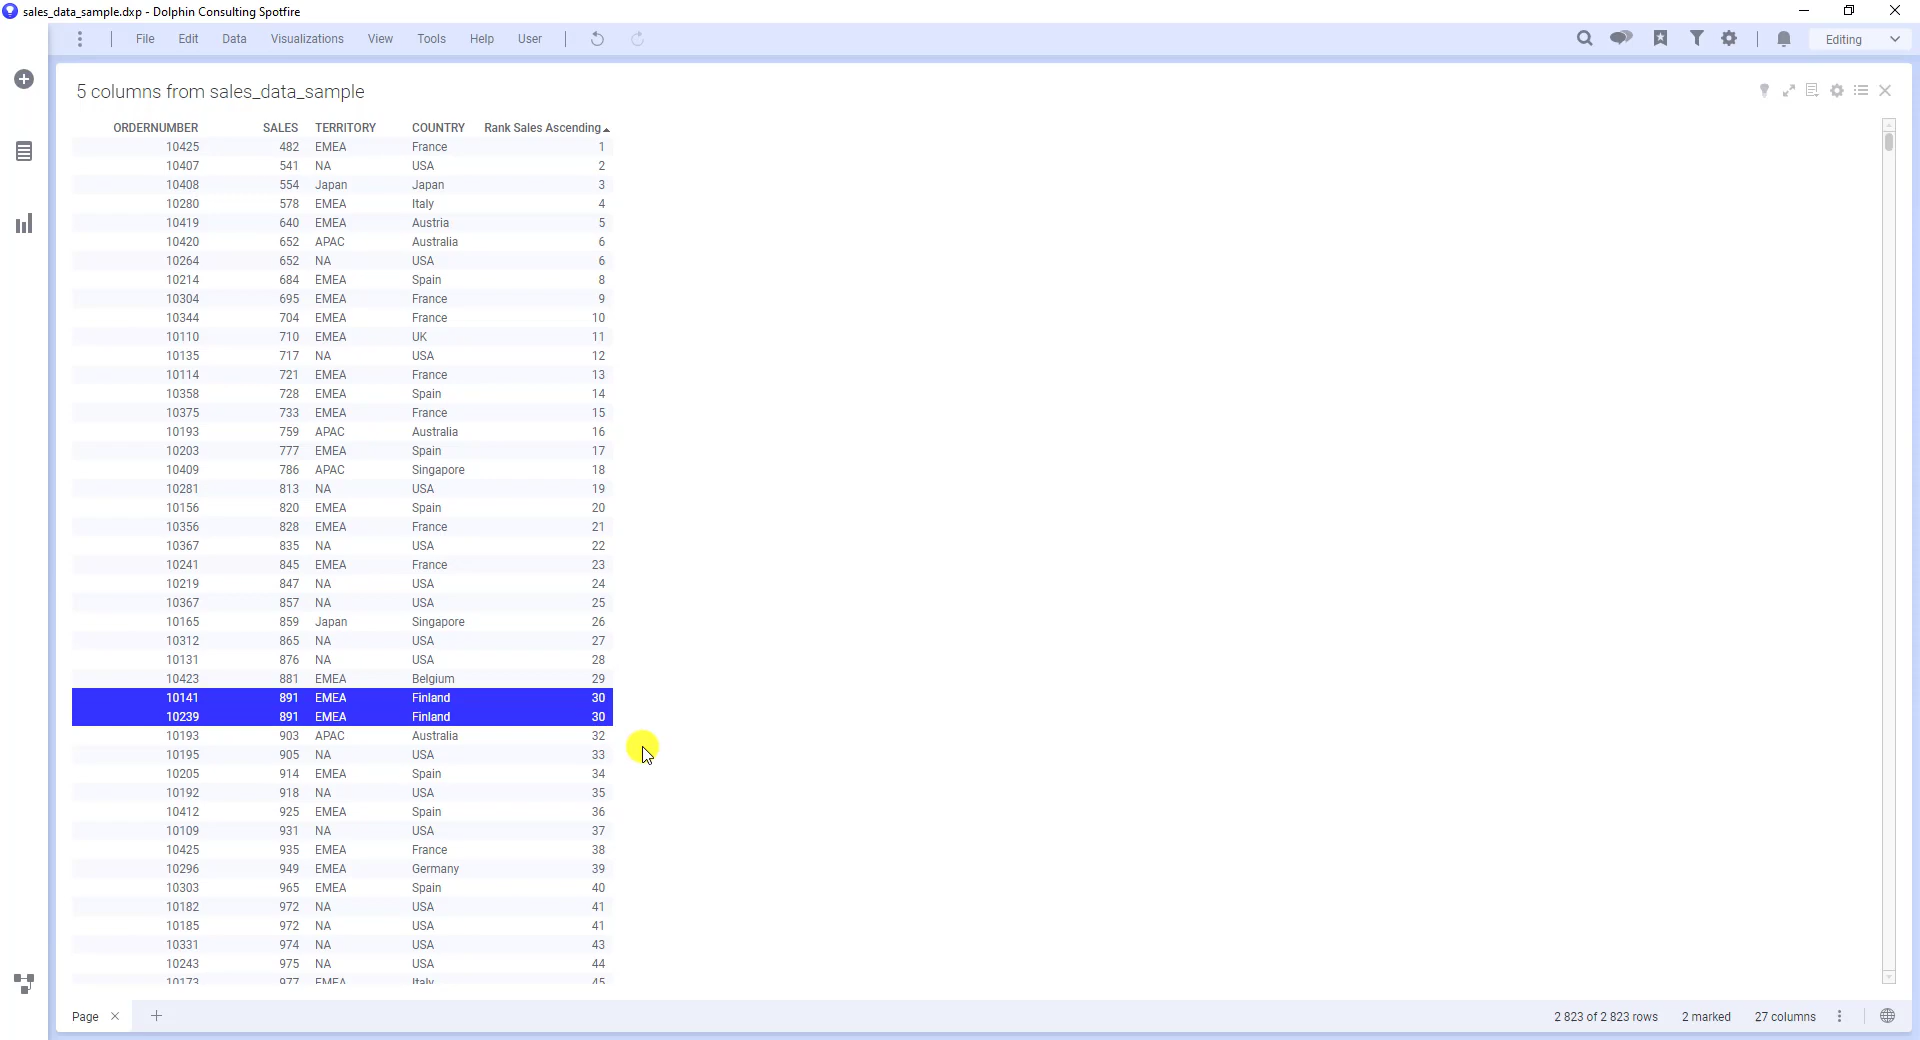 sales_data_sample.dxp - Dolphin Consulting Spotfire
File Edit Data Visualizations View Tools Help User Editing
5 columns from sales_data_sample
ORDERNUMBER SALES TERRITORY COUNTRY Rank Sales Ascending
10425 482 EMEA France 1
10407 541 NA USA 2
10408 554 Japan Japan 3
10280 578 EMEA Italy 4
10419 640 EMEA Austria 5
10420 652 APAC Australia 6
10264 652 NA USA 6
10214 684 EMEA Spain 8
10304 695 EMEA France 9
10344 704 EMEA France 10
10110 710 EMEA UK 11
10135 717 NA USA 12
10114 721 EMEA France 13
10358 728 EMEA Spain 14
10375 733 EMEA France 15
10193 759 APAC Australia 16
10203 777 EMEA Spain 17
10409 786 APAC Singapore 18
10281 813 NA USA 19
10156 820 EMEA Spain 20
10356 828 EMEA France 21
10367 835 NA USA 22
10241 845 EMEA France 23
10219 847 NA USA 24
10367 857 NA USA 25
10165 859 Japan Singapore 26
10312 865 NA USA 27
10131 876 NA USA 28
10423 881 EMEA Belgium 29
10141 891 EMEA Finland 30
10239 891 EMEA Finland 30
10193 903 APAC Australia 32
10195 905 NA USA 33
10205 914 EMEA Spain 34
10192 918 NA USA 35
10412 925 EMEA Spain 36
10109 931 NA USA 37
10425 935 EMEA France 38
10296 949 EMEA Germany 39
10303 965 EMEA Spain 40
10182 972 NA USA 41
10185 972 NA USA 41
10331 974 NA USA 43
10243 975 NA USA 44
10173 977 EMEA Italy 45
Page 2 823 of 2 823 rows 2 marked 27 columns